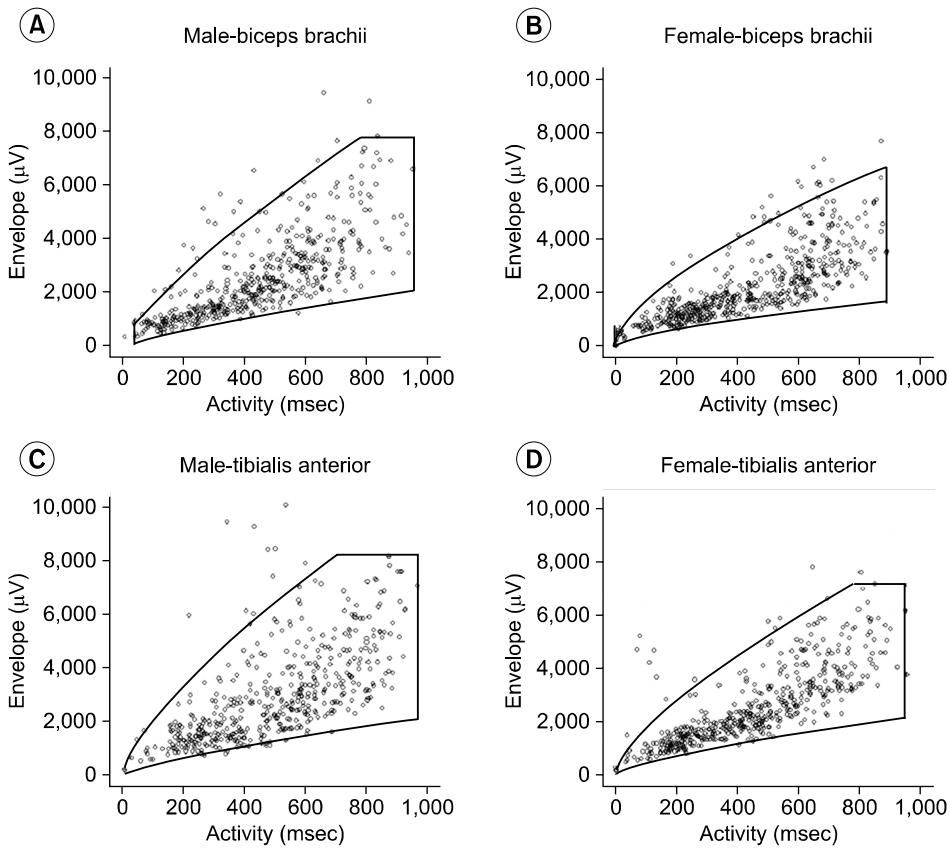 A
Male-biceps brachii
10,000
8,000
6,000
4,000
2,000
0
Envelope (μV)
0 200 400 600 800 1,000
Activity (msec)
B
Female-biceps brachii
10,000
8,000
6,000
4,000
2,000
0
Envelope (μV)
0 200 400 600 800 1,000
Activity (msec)
C
Male-tibialis anterior
10,000
8,000
6,000
4,000
2,000
0
Envelope (μV)
0 200 400 600 800 1,000
Activity (msec)
D
Female-tibialis anterior
10,000
8,000
6,000
4,000
2,000
0
Envelope (μV)
0 200 400 600 800 1,000
Activity (msec)